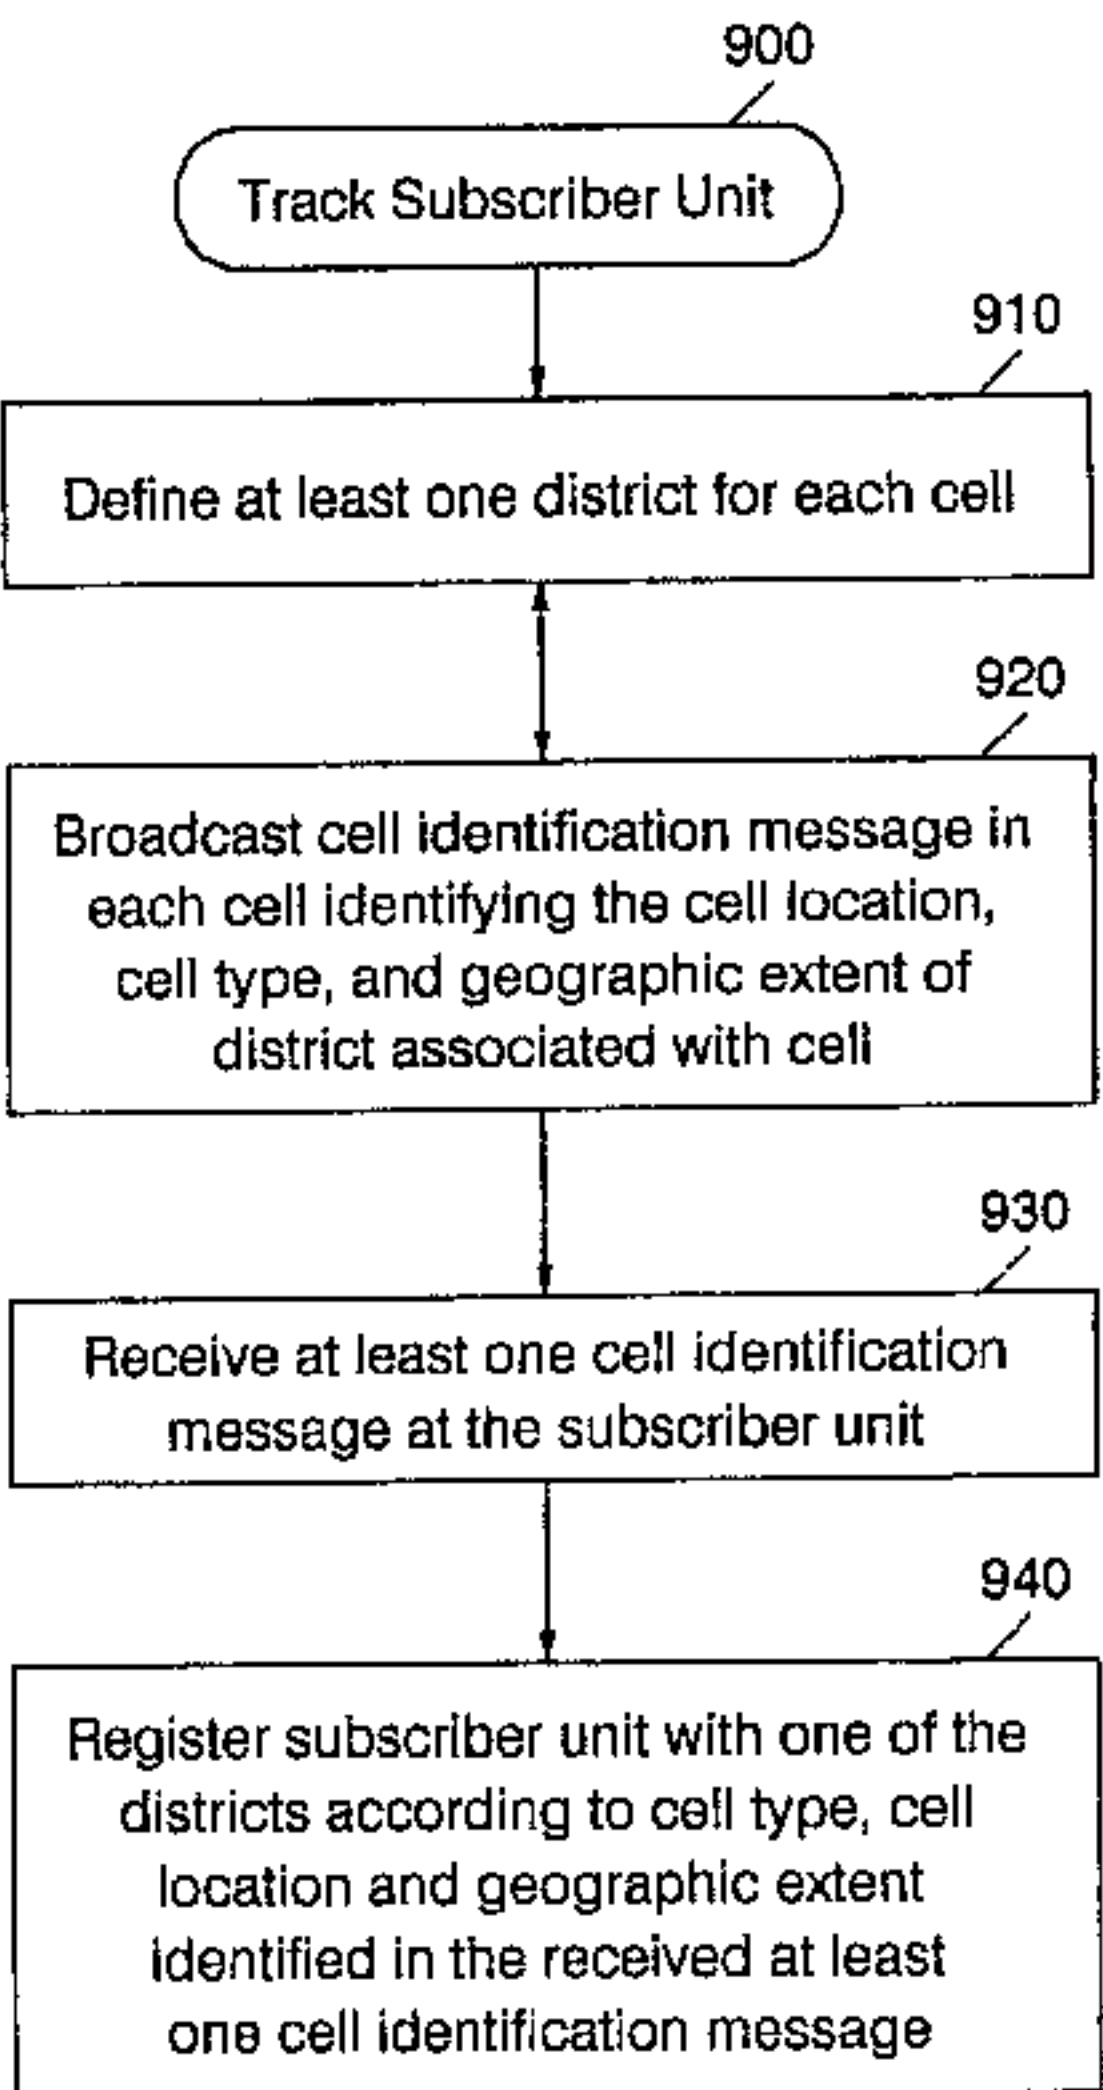 900
Track Subscriber Unit
910
Define at least one district for each cell
920
Broadcast cell identification message in
each cell identifying the cell location,
cell type, and geographic extent of
district associated with cell
930
Receive at least one cell identification
message at the subscriber unit
940
Register subscriber unit with one of the
districts according to cell type, cell
location and geographic extent
identified in the received at least
one cell identification message